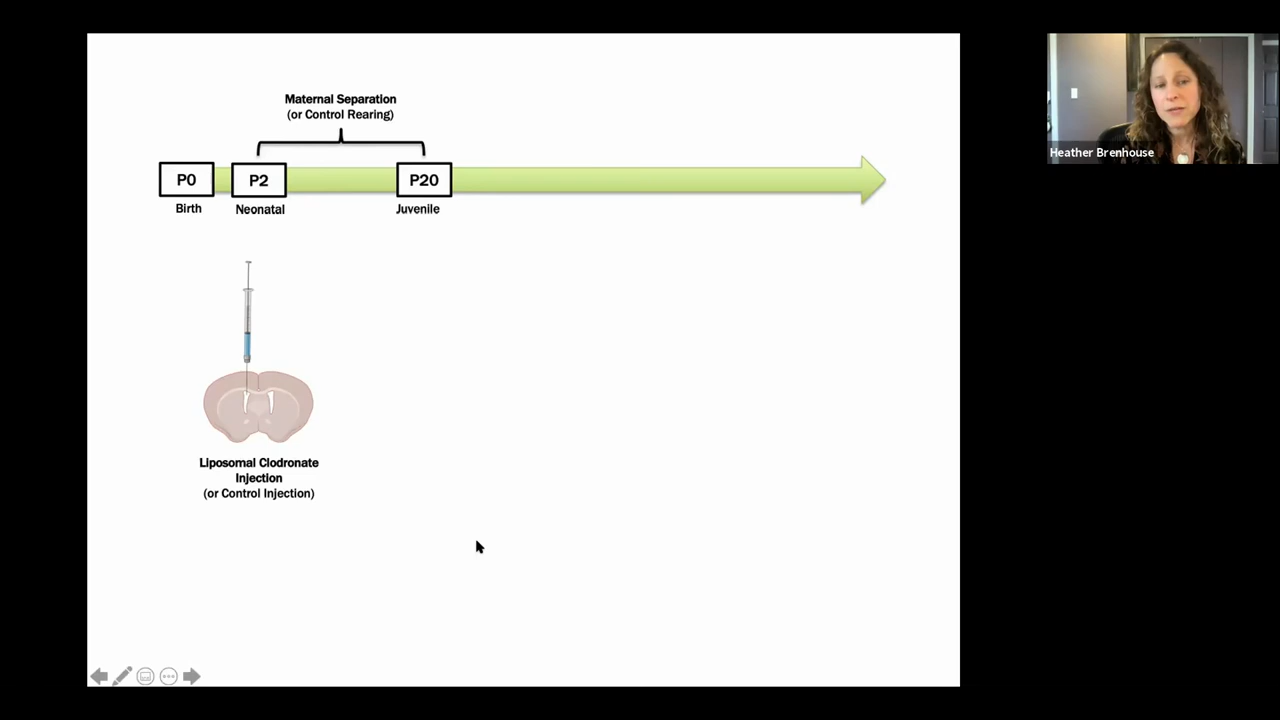 Maternal Separation
(or Control Rearing)
P0
P2
P20
Birth
Neonatal
Juvenile
Liposomal Clodronate
Injection
(or Control Injection)
Heather Brenhouse